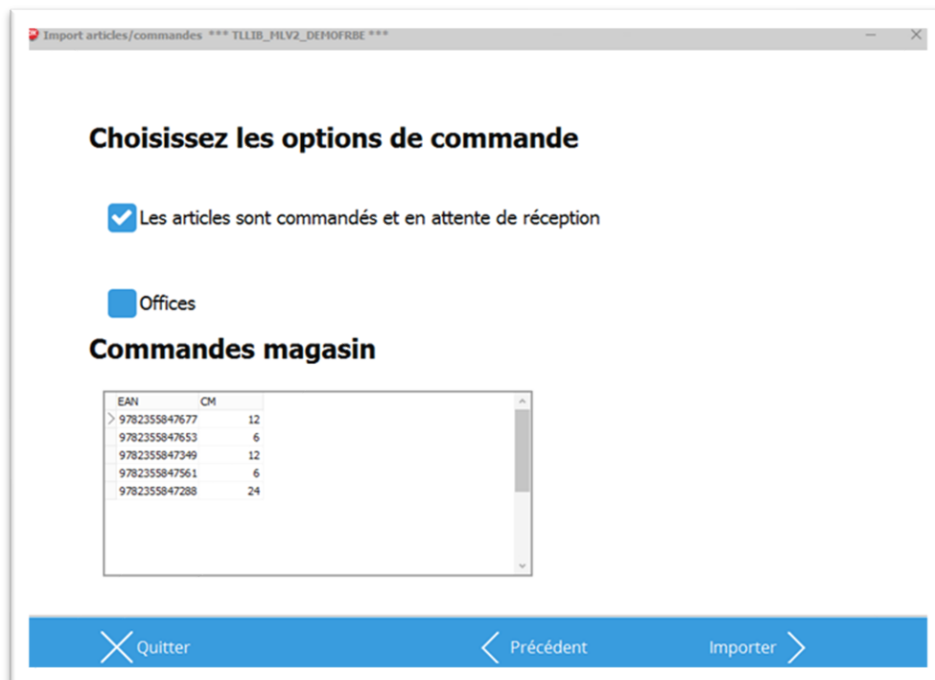 Import articles/commandes *** TLLIB_MLV2_DEMOFRBE ***
Choisissez les options de commande
Les articles sont commandés et en attente de réception
Offices
Commandes magasin
EAN CM
9782355847677 12
9782355847653 6
9782355847349 12
9782355847561 6
9782355847288 24
Quitter Précédent Importer